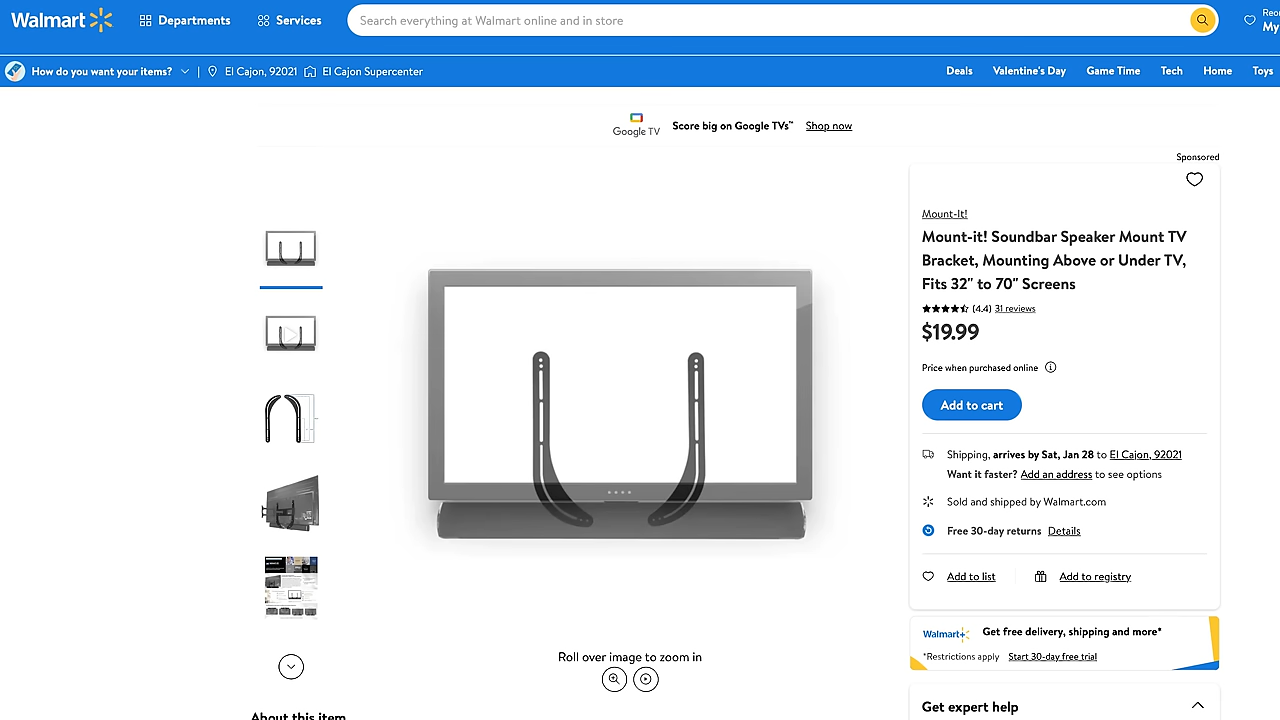 Walmart
Departments
Services
Search everything at Walmart online and in store
Reor
My
How do you want your items?
| El Cajon, 92021 El Cajon Supercenter
Deals Valentine's Day Game Time Tech Home Toys
Google TV
Score big on Google TVs™ Shop now
Sponsored
Mount-It!
Mount-it! Soundbar Speaker Mount TV
Bracket, Mounting Above or Under TV,
Fits 32" to 70" Screens
(4.4) 31 reviews
$19.99
Price when purchased online
Add to cart
Shipping, arrives by Sat, Jan 28 to El Cajon, 92021
Want it faster? Add an address to see options
Sold and shipped by Walmart.com
Free 30-day returns Details
Add to list Add to registry
Walmart+ Get free delivery, shipping and more*
*Restrictions apply Start 30-day free trial
Roll over image to zoom in
Get expert help
About this item